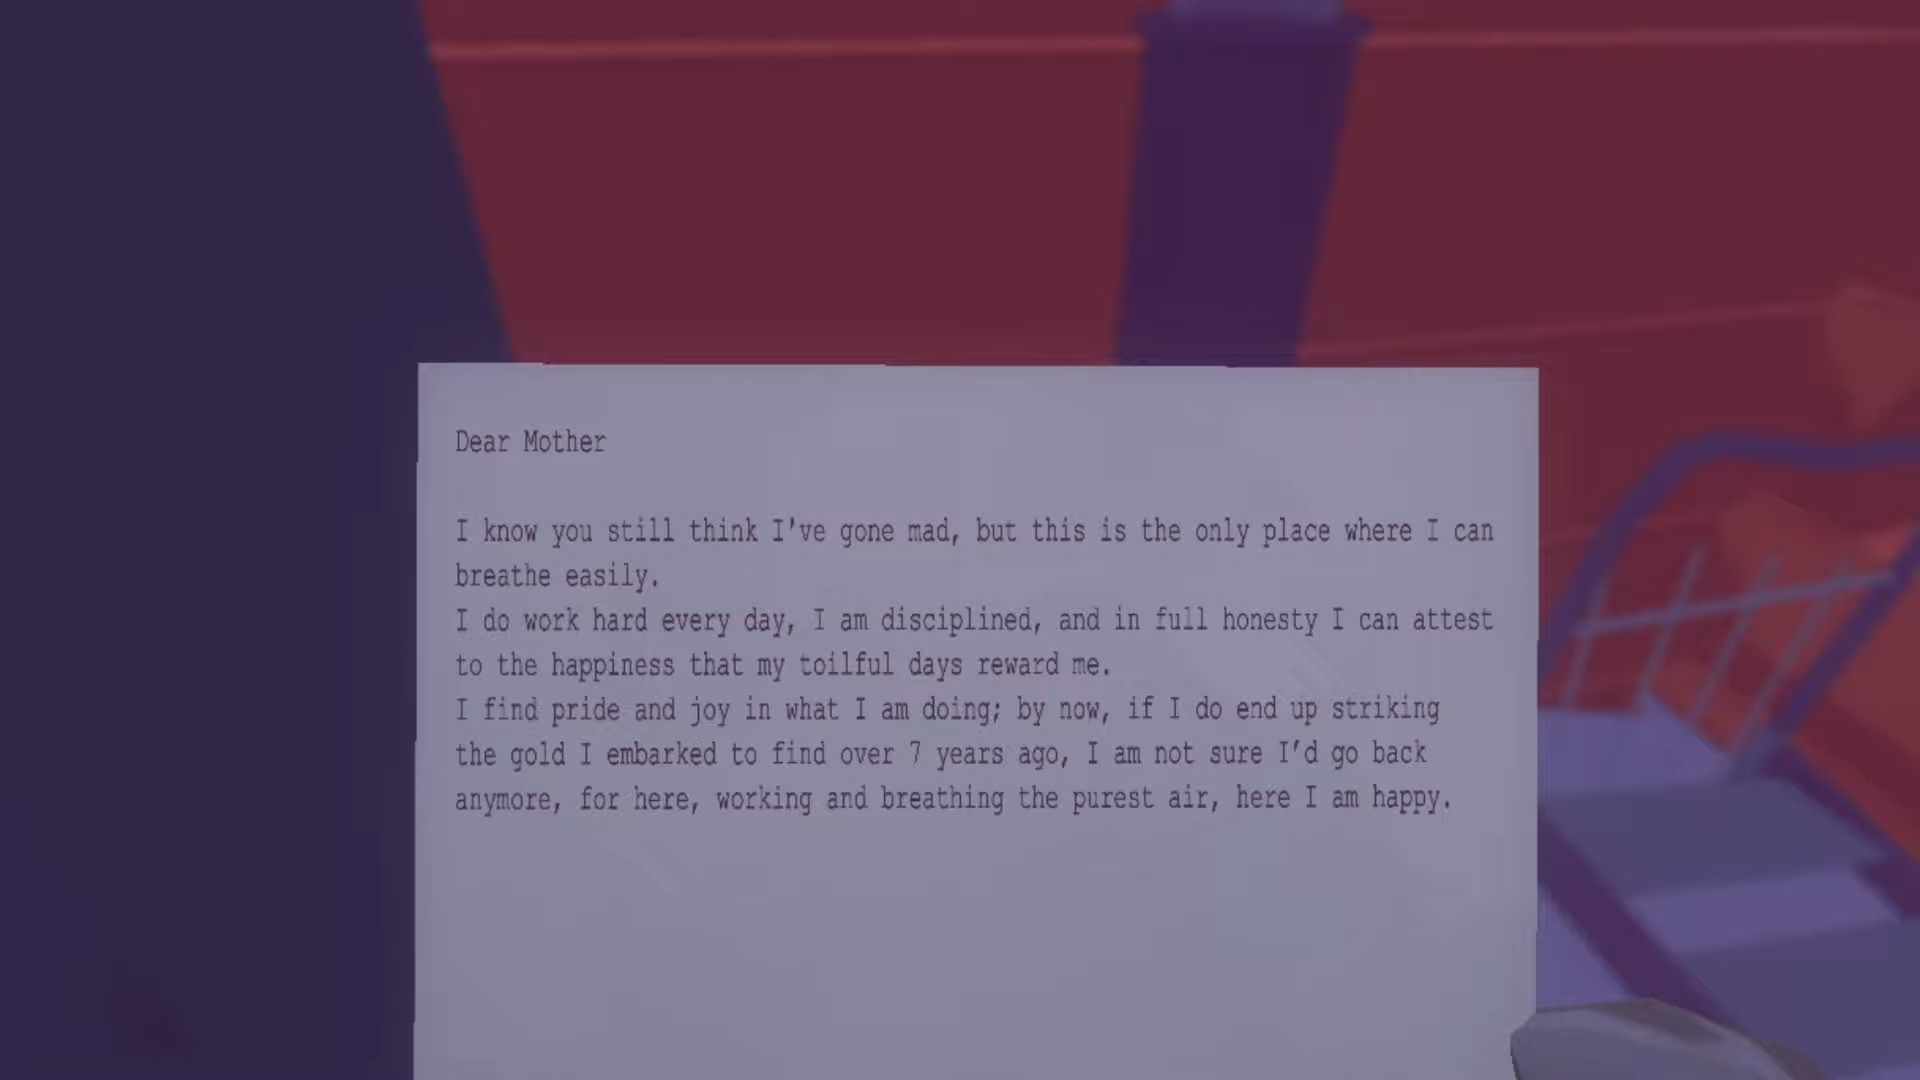 Dear Mother
I know you still think I've gone mad, but this is the only place where I can
breathe easily.
I do work hard every day, I am disciplined, and in full honesty I can attest
to the happiness that my toilful days reward me.
I find pride and joy in what I am doing; by now, if I do end up striking
the gold I embarked to find over 7 years ago, I am not sure I’d go back
anymore, for here, working and breathing the purest air, here I am happy.